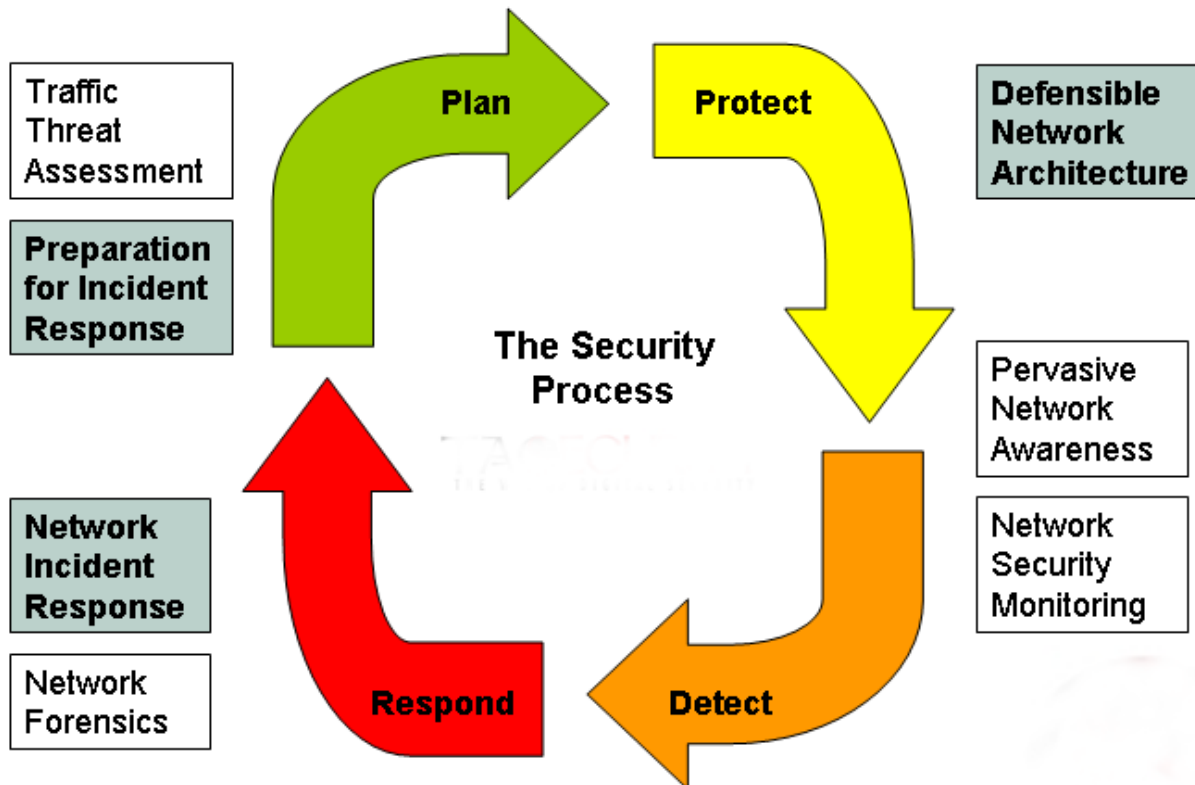 Traffic
Threat
Assessment
Preparation
for Incident
Response
Plan
Protect
Defensible
Network
Architecture
The Security
Process
Pervasive
Network
Awareness
Network
Security
Monitoring
Network
Incident
Response
Network
Forensics
Respond
Detect